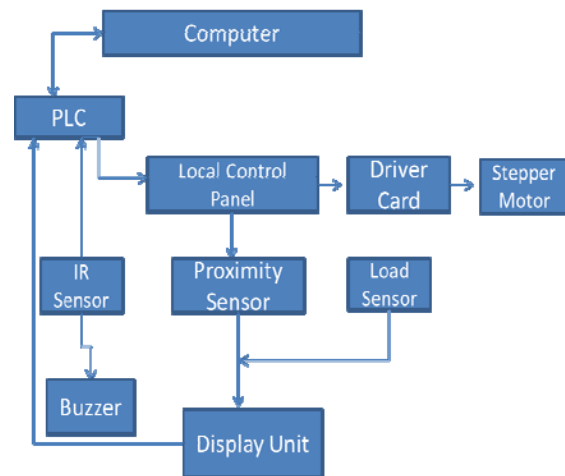 Computer
PLC
Local Control
Panel
Driver
Card
Stepper
Motor
IR
Sensor
Proximity
Sensor
Load
Sensor
Buzzer
Display Unit